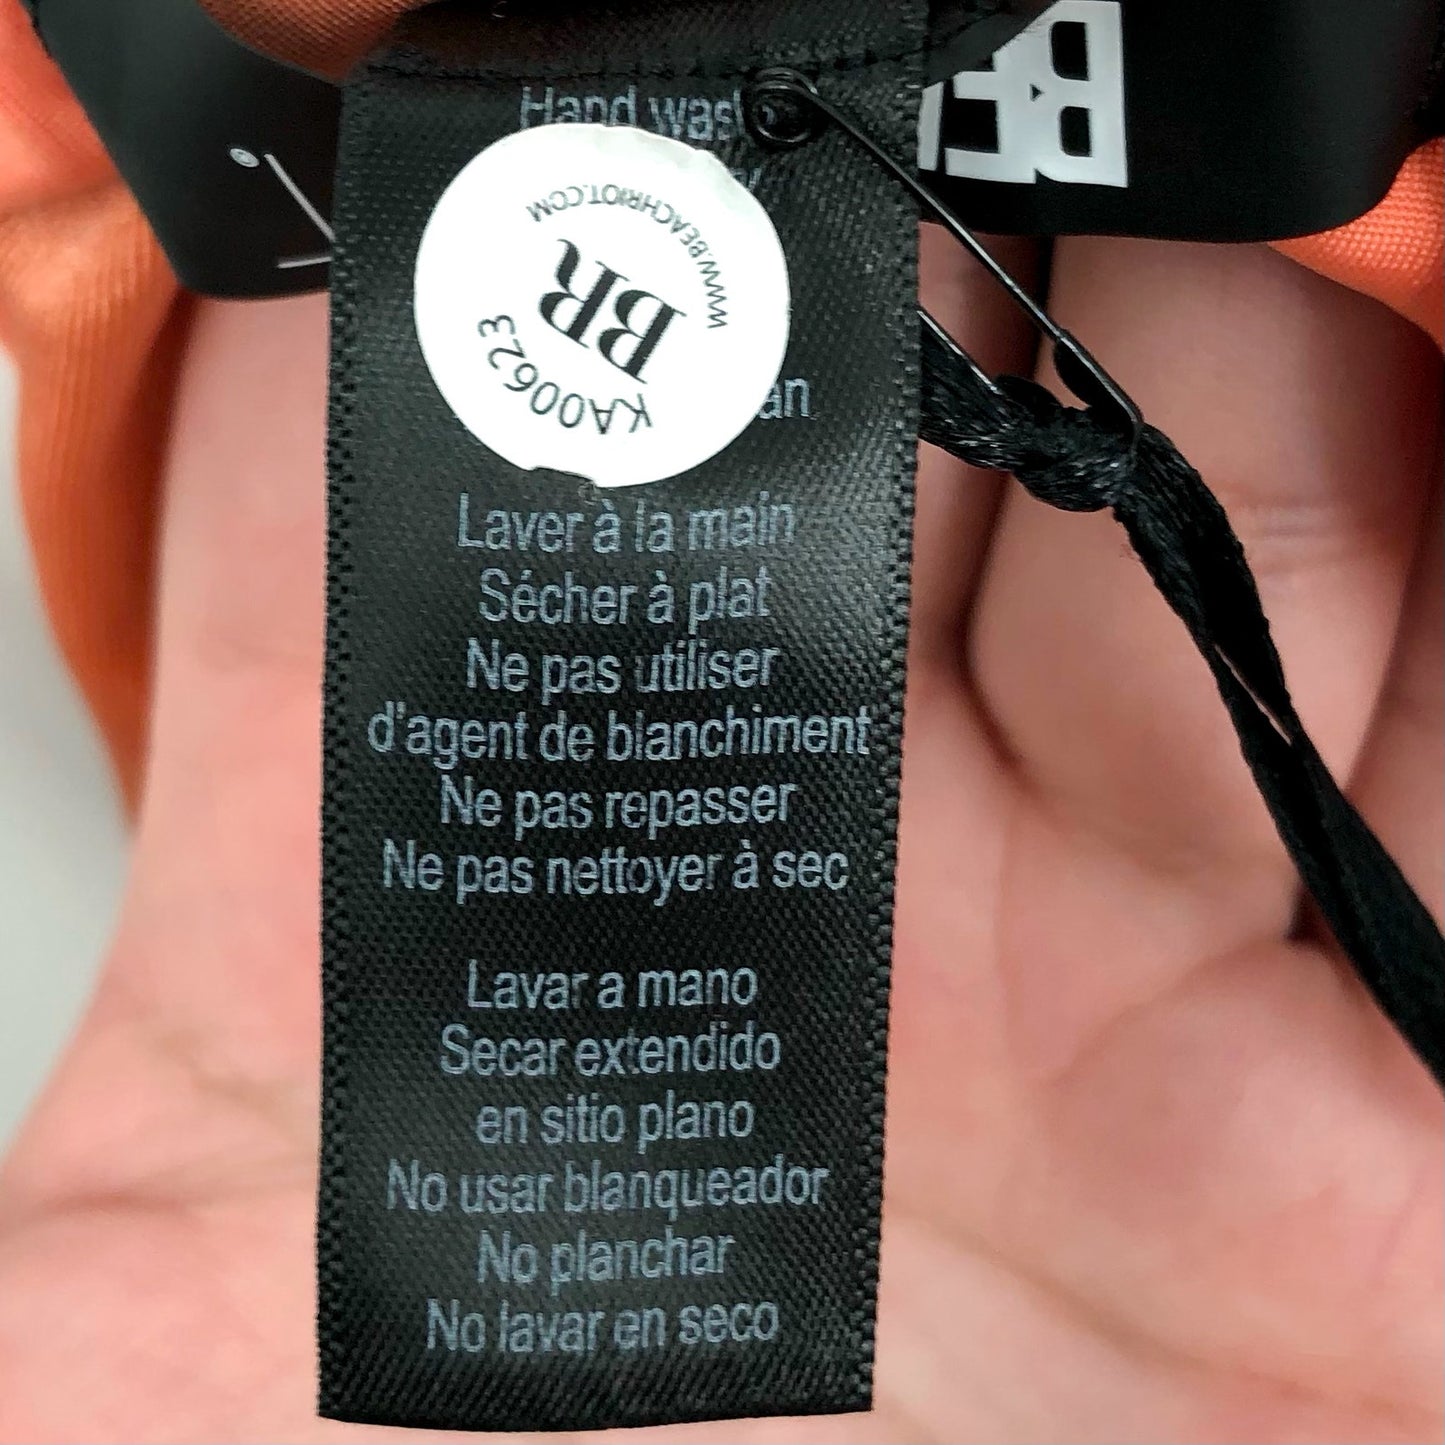 Hand wash
an
WWW.BEACHRIOT.COM
BR
KA00623
Laver à la main
Sécher à plat
Ne pas utiliser
d'agent de blanchiment
Ne pas repasser
Ne pas nettoyer à sec
Lavar a mano
Secar extendido
en sitio plano
No usar blanqueador
No planchar
No lavar en seco